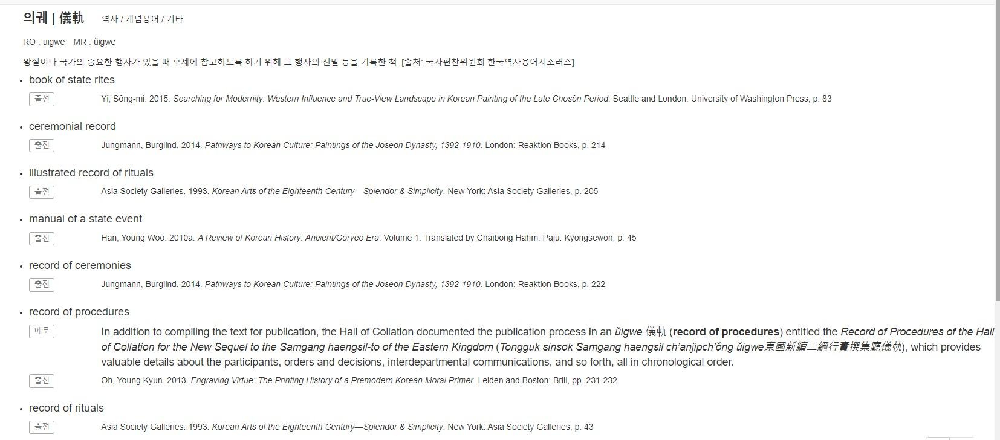 의궤 | 儀軌 역사 / 개념용어 / 기타
RO : uigwe MR : ŭigwe
왕실이나 국가의 중요한 행사가 있을 때 후세에 참고하도록 하기 위해 그 행사의 전말 등을 기록한 책. [출처: 국사편찬위원회 한국역사용어시소러스]
• book of state rites
출전 Yi, Sŏng-mi. 2015. Searching for Modernity: Western Influence and True-View Landscape in Korean Painting of the Late Chosŏn Period. Seattle and London: University of Washington Press, p. 83
• ceremonial record
출전 Jungmann, Burglind. 2014. Pathways to Korean Culture: Paintings of the Joseon Dynasty, 1392-1910. London: Reaktion Books, p. 214
• illustrated record of rituals
출전 Asia Society Galleries. 1993. Korean Arts of the Eighteenth Century—Splendor & Simplicity. New York: Asia Society Galleries, p. 205
• manual of a state event
출전 Han, Young Woo. 2010a. A Review of Korean History: Ancient/Goryeo Era. Volume 1. Translated by Chaibong Hahm. Paju: Kyongsewon, p. 45
• record of ceremonies
출전 Jungmann, Burglind. 2014. Pathways to Korean Culture: Paintings of the Joseon Dynasty, 1392-1910. London: Reaktion Books, p. 222
• record of procedures
예문 In addition to compiling the text for publication, the Hall of Collation documented the publication process in an ŭigwe 儀軌 (record of procedures) entitled the Record of Procedures of the Hall
of Collation for the New Sequel to the Samgang haengsil-to of the Eastern Kingdom (Tongguk sinsok Samgang haengsil ch’anjipch’ŏng ŭigwe東國新續三綱行實撰集廳儀軌), which provides
valuable details about the participants, orders and decisions, interdepartmental communications, and so forth, all in chronological order.
출전 Oh, Young Kyun. 2013. Engraving Virtue: The Printing History of a Premodern Korean Moral Primer. Leiden and Boston: Brill, pp. 231-232
• record of rituals
출전 Asia Society Galleries. 1993. Korean Arts of the Eighteenth Century—Splendor & Simplicity. New York: Asia Society Galleries, p. 43